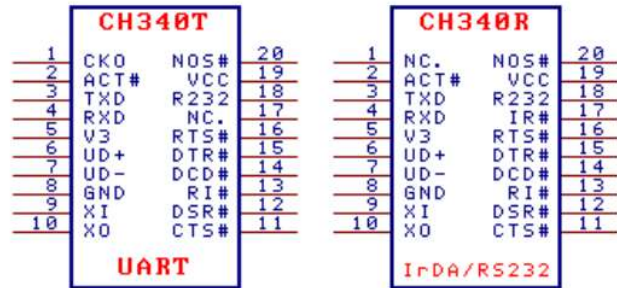 CH340T
1 CKO NOS# 20
2 ACT# VCC 19
3 TXD R232 18
4 RXD NC. 17
5 V3 RTS# 16
6 UD+ DTR# 15
7 UD- DCD# 14
8 GND RI# 13
9 XI DSR# 12
10 XO CTS# 11
UART
CH340R
1 NC. NOS# 20
2 ACT# VCC 19
3 TXD R232 18
4 RXD IR# 17
5 V3 RTS# 16
6 UD+ DTR# 15
7 UD- DCD# 14
8 GND RI# 13
9 XI DSR# 12
10 XO CTS# 11
IrDA/RS232